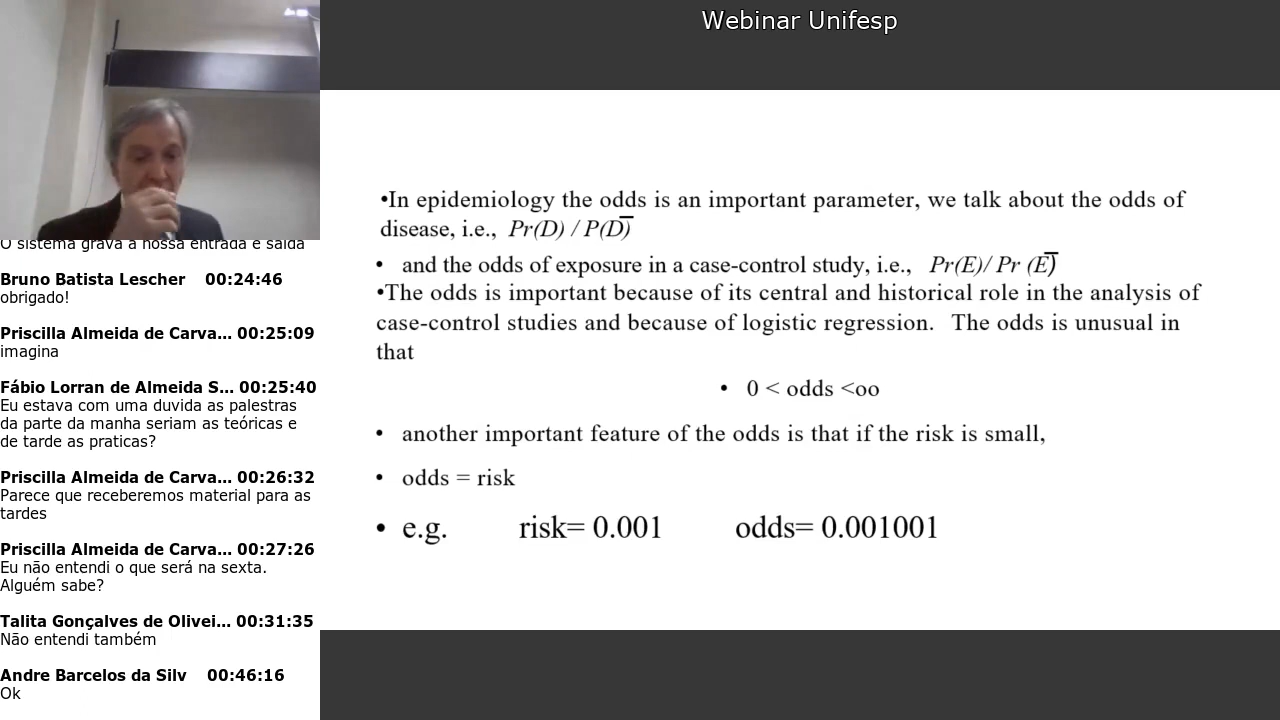 Webinar Unifesp
O sistema grava a nossa entrada e saída
Bruno Batista Lescher 00:24:46
obrigado!
Priscilla Almeida de Carva... 00:25:09
imagina
Fábio Lorran de Almeida S... 00:25:40
Eu estava com uma duvida as palestras
da parte da manha seriam as teóricas e
de tarde as praticas?
Priscilla Almeida de Carva... 00:26:32
Parece que receberemos material para as
tardes
Priscilla Almeida de Carva... 00:27:26
Eu não entendi o que será na sexta.
Alguém sabe?
Talita Gonçalves de Olivei... 00:31:35
Não entendi também
Andre Barcelos da Silv 00:46:16
Ok
•In epidemiology the odds is an important parameter, we talk about the odds of
disease, i.e., Pr(D) / P(D̅)
• and the odds of exposure in a case-control study, i.e., Pr(E)/ Pr (E̅)
•The odds is important because of its central and historical role in the analysis of
case-control studies and because of logistic regression. The odds is unusual in
that
• 0 < odds <oo
• another important feature of the odds is that if the risk is small,
• odds = risk
• e.g. risk= 0.001 odds= 0.001001